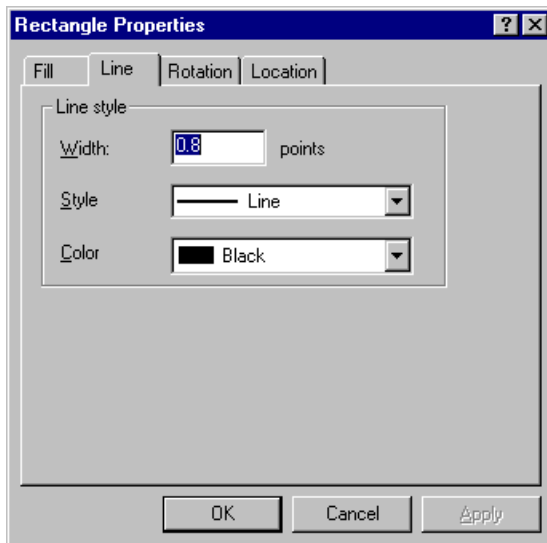 Rectangle Properties
Fill Line Rotation Location
Line style
Width: 0.8 points
Style Line
Color Black
OK Cancel Apply